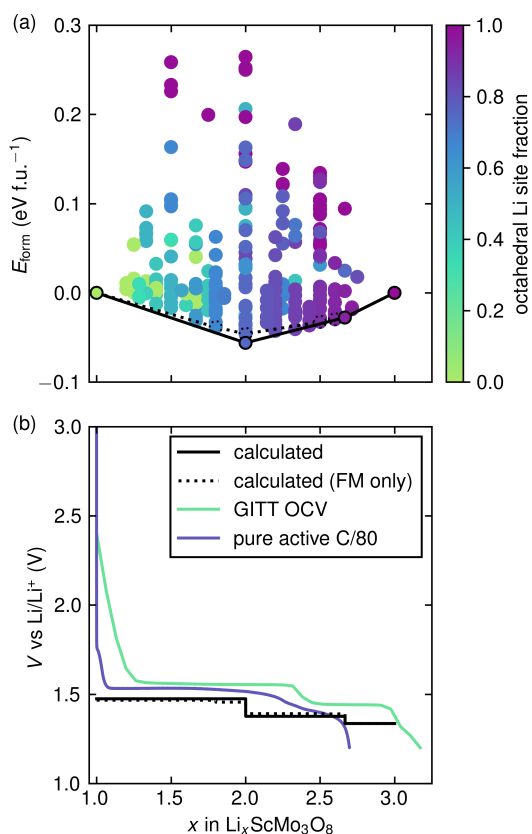 (a)
0.3
0.2
0.1
0.0
−0.1
E_form (eV f.u.⁻¹)
1.0
0.8
0.6
0.4
0.2
0.0
octahedral Li site fraction
(b)
3.0
2.5
2.0
1.5
1.0
V vs Li/Li⁺ (V)
calculated
calculated (FM only)
GITT OCV
pure active C/80
1.0 1.5 2.0 2.5 3.0
x in LiₓScMo₃O₈